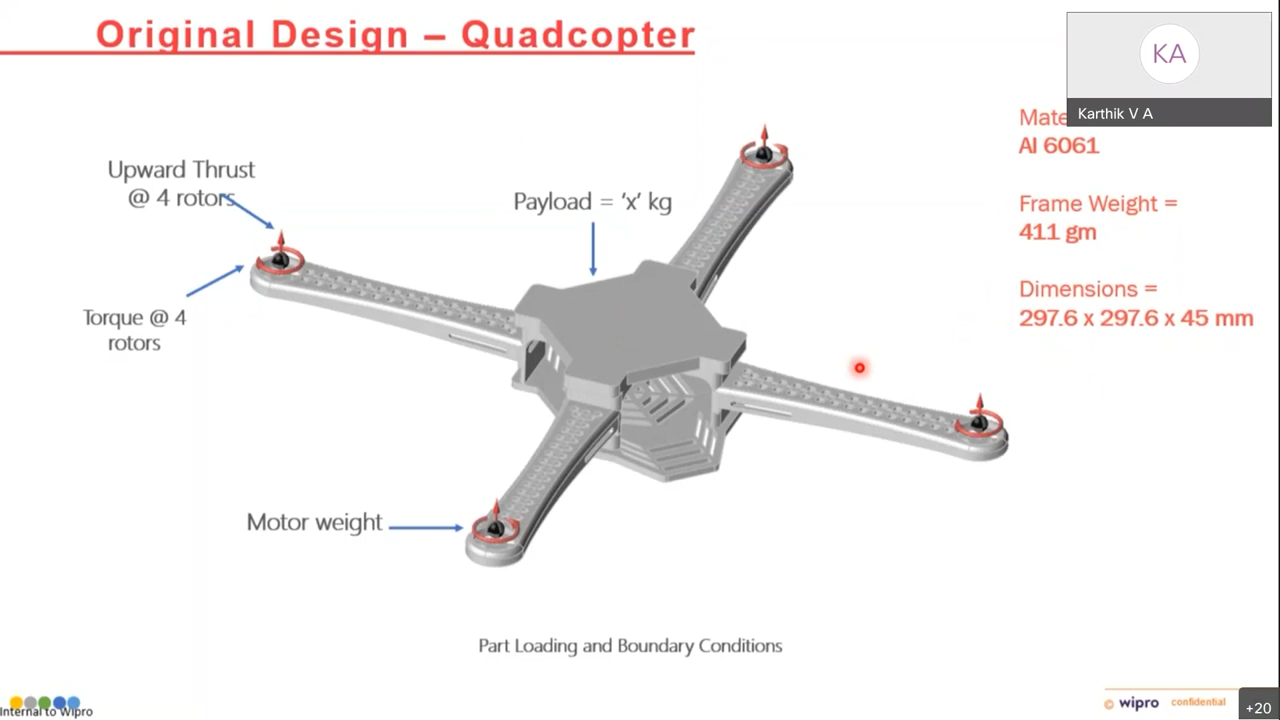 Original Design – Quadcopter
KA
Karthik V A
Mate
Al 6061
Frame Weight =
411 gm
Dimensions =
297.6 x 297.6 x 45 mm
Upward Thrust
@ 4 rotors
Payload = ‘x’ kg
Torque @ 4
rotors
Motor weight
Part Loading and Boundary Conditions
Internal to Wipro
© wipro confidential
+20